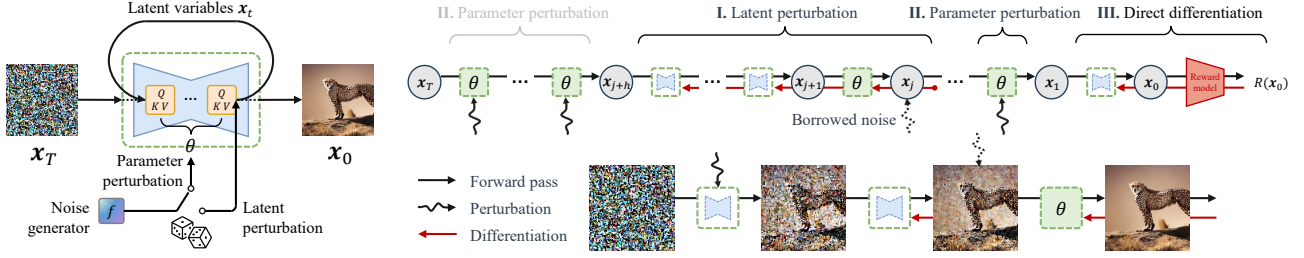 Latent variables x_t
Q
K V
...
Q
K V
θ
x_T
x_0
Parameter
perturbation
Noise
generator
f
Latent
perturbation
II. Parameter perturbation
I. Latent perturbation
II. Parameter perturbation
III. Direct differentiation
x_T
θ
...
θ
x_{j+h}
...
x_{j+1}
θ
x_j
...
θ
x_1
x_0
Reward
model
R(x_0)
Borrowed noise
Forward pass
Perturbation
Differentiation
θ